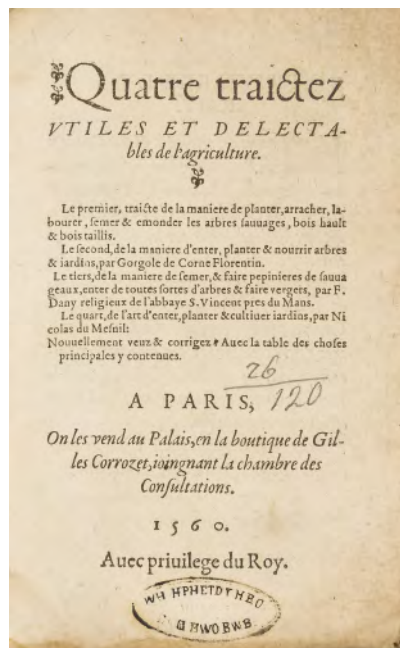 Quatre traictez
VTILES ET DELECTA-
bles de l'agriculture.
Le premier, traicte de la maniere de planter, arracher, la-
bourer, semer & emonder les arbres sauuages, bois hault
& bois taillis.
Le second, de la maniere d'enter, planter & nourrir arbres
& iardins, par Gorgole de Corne Florentin.
Le tiers, de la maniere de semer, & faire pepinieres de sauua
geaux, enter de toutes sortes d'arbres & faire vergers, par F.
Dany religieux de l'abbaye S. Vincent pres du Mans.
Le quart, de l'art d'enter, planter & cultiuer iardins, par Ni
colas du Mesnil:
Nouuellement veuz & corrigez Auec la table des choses
principales y contenues.
26
120
A PARIS,
On les vend au Palais, en la boutique de Gil-
les Corrozet, ioingnant la chambre des
Consultations.
1560.
Auec priuilege du Roy.